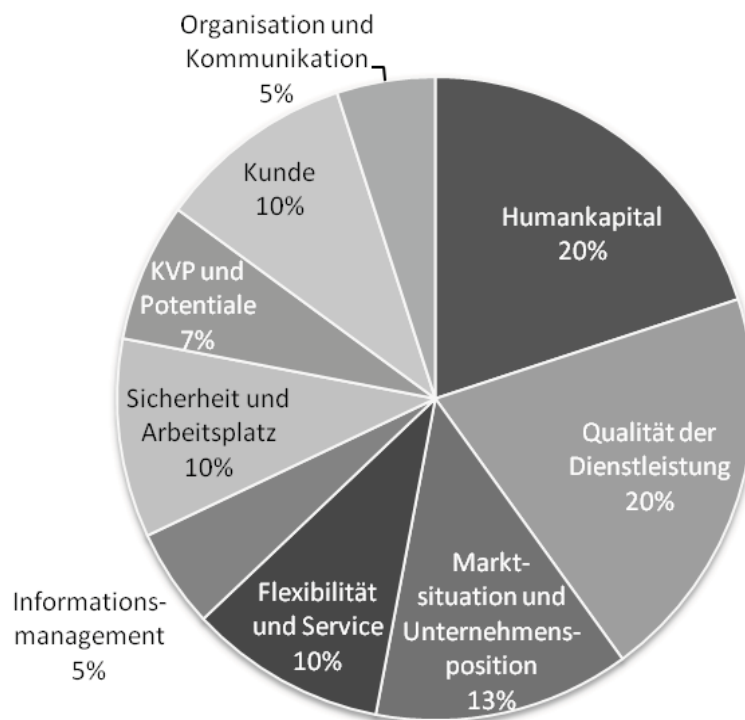 Organisation und
Kommunikation
5%
Humankapital
20%
Qualität der
Dienstleistung
20%
Markt-
situation und
Unternehmens-
position
13%
Flexibilität
und Service
10%
Informations-
management
5%
Sicherheit und
Arbeitsplatz
10%
KVP und
Potentiale
7%
Kunde
10%